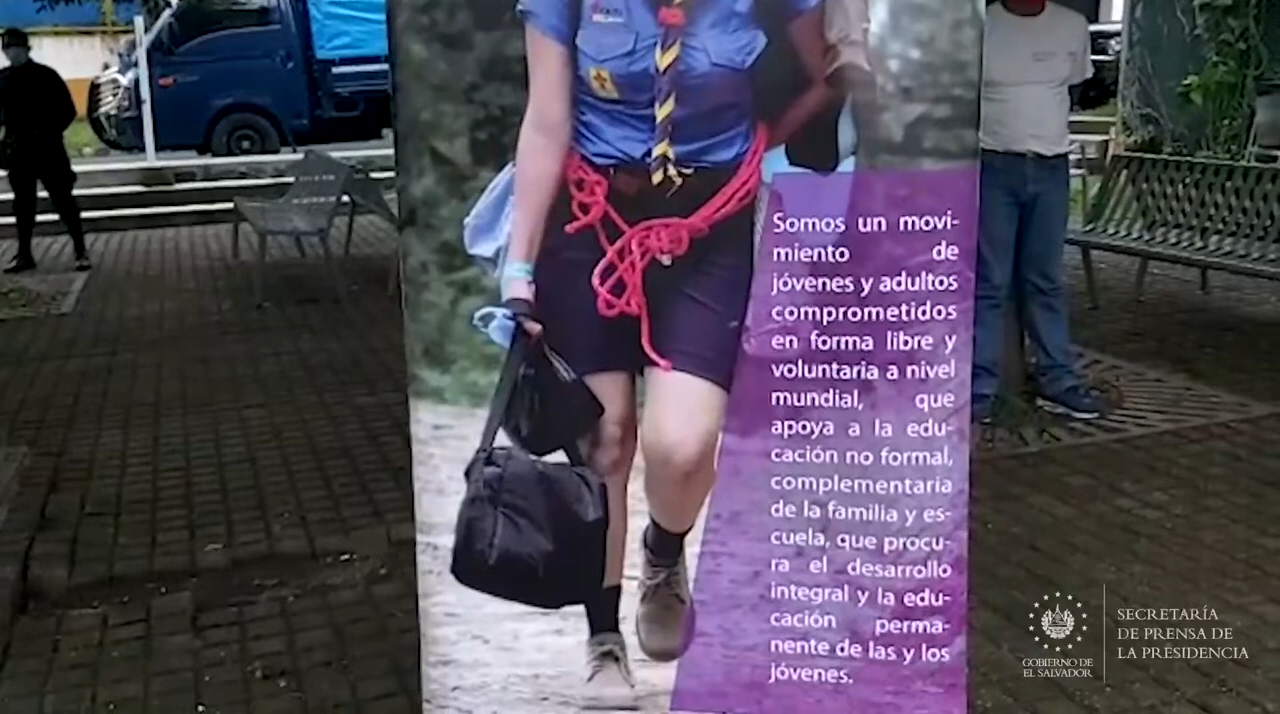 Somos un movi-
miento de
jóvenes y adultos
comprometidos
en forma libre y
voluntaria a nivel
mundial, que
apoya a la edu-
cación no formal,
complementaria
de la familia y es-
cuela, que procu-
ra el desarrollo
integral y la edu-
cación perma-
nente de las y los
jóvenes.
GOBIERNO DE
EL SALVADOR
SECRETARÍA
DE PRENSA DE
LA PRESIDENCIA